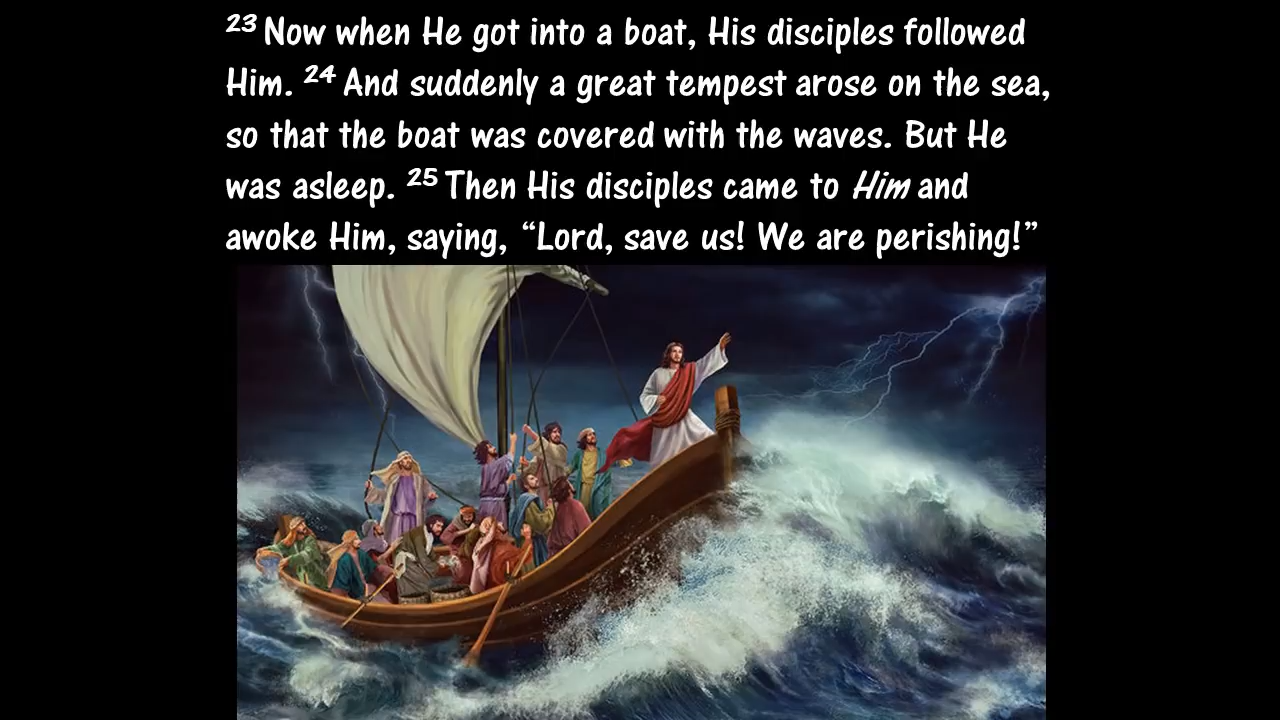 23 Now when He got into a boat, His disciples followed
Him. 24 And suddenly a great tempest arose on the sea,
so that the boat was covered with the waves. But He
was asleep. 25 Then His disciples came to Him and
awoke Him, saying, “Lord, save us! We are perishing!”